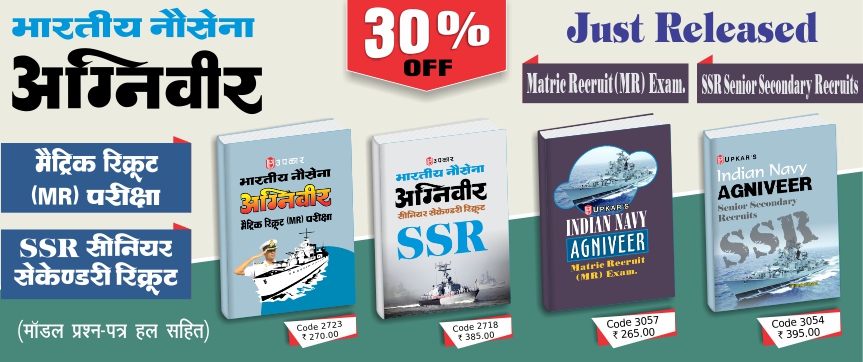 भारतीय नौसेना
अग्निवीर
मैट्रिक रिक्रूट
(MR) परीक्षा
SSR सीनियर
सेकेण्डरी रिक्रूट
(मॉडल प्रश्न-पत्र हल सहित)
30% OFF
Just Released
Matric Recruit (MR) Exam.
SSR Senior Secondary Recruits
उपकार
भारतीय नौसेना
अग्निवीर
मैट्रिक रिक्रूट (MR) परीक्षा
Code 2723
₹ 270.00
उपकार
भारतीय नौसेना
अग्निवीर
सीनियर सेकेण्डरी रिक्रूट
SSR
Code 2718
₹ 385.00
UPKAR'S
INDIAN NAVY
AGNIVEER
Matric Recruit
(MR) Exam.
Code 3057
₹ 265.00
UPKAR'S
Indian Navy
AGNIVEER
Senior Secondary
Recruits
SSR
Code 3054
₹ 395.00